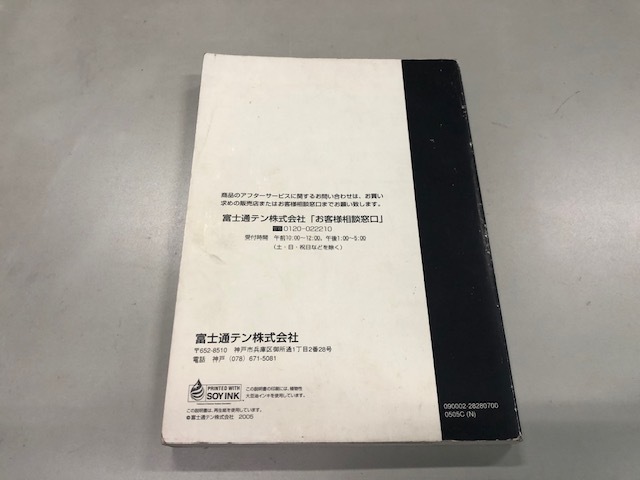 商品のアフターサービスに関するお問い合わせは、お買い
求めの販売店またはお客様相談窓口までお願い致します。
富士通テン株式会社「お客様相談窓口」
0120-022210
受付時間 午前10:00〜12:00、午後1:00〜5:00
(土・日・祝日などを除く)
富士通テン株式会社
〒652-8510 神戸市兵庫区御所通1丁目2番28号
電話 神戸(078)671-5081
PRINTED WITH
SOY INK
この説明書の印刷には、植物性
大豆油インキを使用しています。
この説明書は、再生紙を使用しています。
©富士通テン株式会社 2005
090002-28280700
0505C (N)